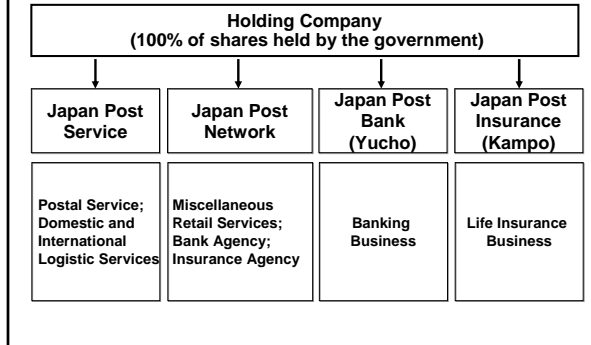 Holding Company
(100% of shares held by the government)
Japan Post
Service
Japan Post
Network
Japan Post
Bank
(Yucho)
Japan Post
Insurance
(Kampo)
Postal Service;
Domestic and
International
Logistic Services
Miscellaneous
Retail Services;
Bank Agency;
Insurance Agency
Banking
Business
Life Insurance
Business